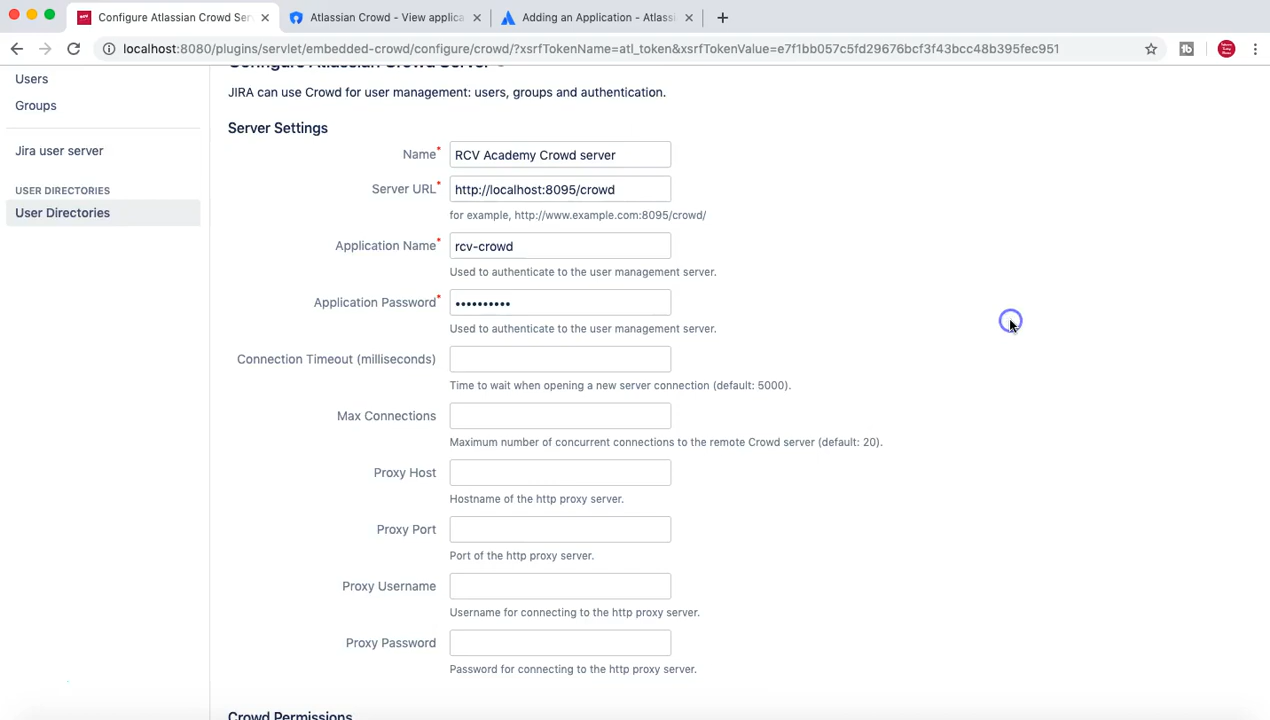 Configure Atlassian Crowd Ser
Atlassian Crowd - View applica
Adding an Application - Atlassi
localhost:8080/plugins/servlet/embedded-crowd/configure/crowd/?xsrfTokenName=atl_token&xsrfTokenValue=e7f1bb057c5fd29676bcf3f43bcc48b395fec951
Users
Groups
Jira user server
USER DIRECTORIES
User Directories
Configure Atlassian Crowd Server
JIRA can use Crowd for user management: users, groups and authentication.
Server Settings
Name* RCV Academy Crowd server
Server URL* http://localhost:8095/crowd
for example, http://www.example.com:8095/crowd/
Application Name* rcv-crowd
Used to authenticate to the user management server.
Application Password* ••••••••••
Used to authenticate to the user management server.
Connection Timeout (milliseconds)
Time to wait when opening a new server connection (default: 5000).
Max Connections
Maximum number of concurrent connections to the remote Crowd server (default: 20).
Proxy Host
Hostname of the http proxy server.
Proxy Port
Port of the http proxy server.
Proxy Username
Username for connecting to the http proxy server.
Proxy Password
Password for connecting to the http proxy server.
Crowd Permissions